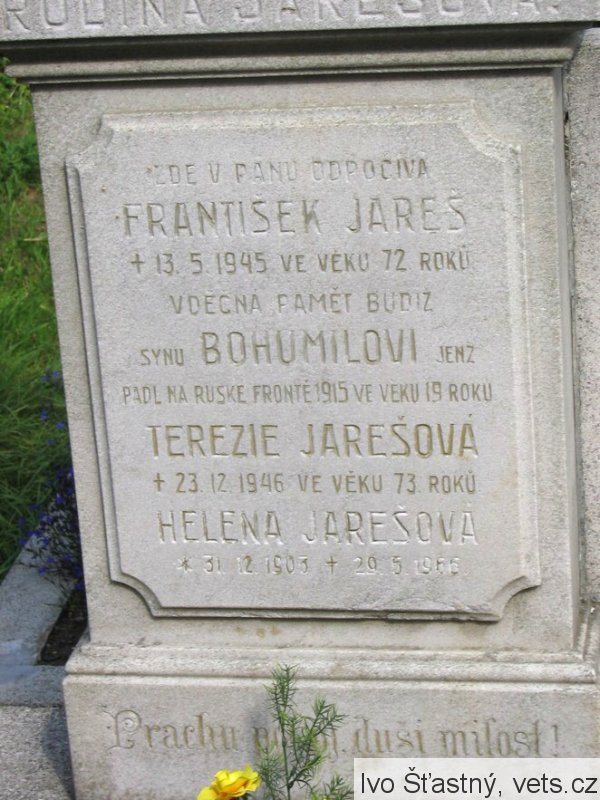 RODINA JAREŠOVA.
ZDE V PÁNU ODPOČÍVÁ
FRANTIŠEK JAREŠ
+ 13. 5. 1945 VE VĚKU 72 ROKŮ
VDĚČNÁ PAMĚŤ BUDIŽ
SYNU BOHUMILOVI JENŽ
PADL NA RUSKÉ FRONTĚ 1915 VE VĚKU 19 ROKU
TEREZIE JAREŠOVÁ
+ 23. 12. 1946 VE VĚKU 73. ROKŮ
HELENA JAREŠOVÁ
* 31. 12. 1903 + 29. 5. 1966
Prachu duši milost!
Ivo Šťastný, vets.cz